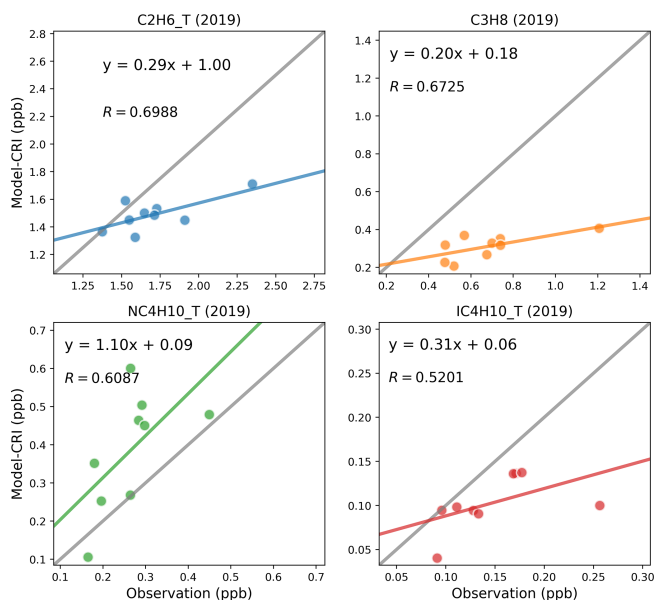 C2H6_T (2019)
y = 0.29x + 1.00
R = 0.6988
Model-CRI (ppb)
2.8
2.6
2.4
2.2
2.0
1.8
1.6
1.4
1.2
1.25 1.50 1.75 2.00 2.25 2.50 2.75
C3H8 (2019)
y = 0.20x + 0.18
R = 0.6725
1.4
1.2
1.0
0.8
0.6
0.4
0.2
0.2 0.4 0.6 0.8 1.0 1.2 1.4
NC4H10_T (2019)
y = 1.10x + 0.09
R = 0.6087
Model-CRI (ppb)
0.7
0.6
0.5
0.4
0.3
0.2
0.1
0.1 0.2 0.3 0.4 0.5 0.6 0.7
Observation (ppb)
IC4H10_T (2019)
y = 0.31x + 0.06
R = 0.5201
0.30
0.25
0.20
0.15
0.10
0.05
0.05 0.10 0.15 0.20 0.25 0.30
Observation (ppb)